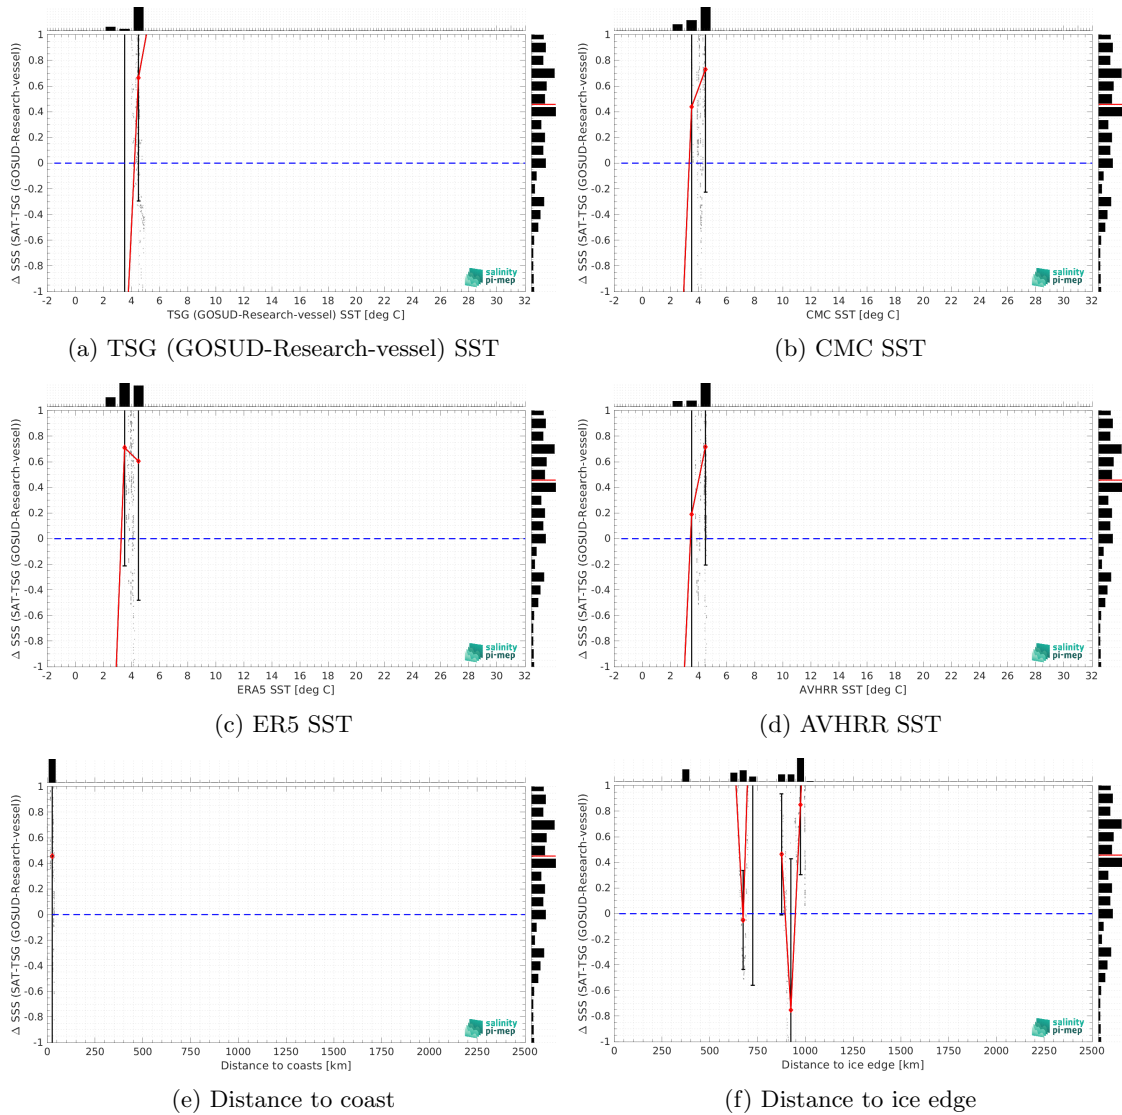 Δ SSS (SAT-TSG (GOSUD-Research-vessel))
1
0.8
0.6
0.4
0.2
0
-0.2
-0.4
-0.6
-0.8
-1
-2 0 2 4 6 8 10 12 14 16 18 20 22 24 26 28 30 32
TSG (GOSUD-Research-vessel) SST [deg C]
salinity
pi-mep
(a) TSG (GOSUD-Research-vessel) SST
Δ SSS (SAT-TSG (GOSUD-Research-vessel))
1
0.8
0.6
0.4
0.2
0
-0.2
-0.4
-0.6
-0.8
-1
-2 0 2 4 6 8 10 12 14 16 18 20 22 24 26 28 30 32
CMC SST [deg C]
salinity
pi-mep
(b) CMC SST
Δ SSS (SAT-TSG (GOSUD-Research-vessel))
1
0.8
0.6
0.4
0.2
0
-0.2
-0.4
-0.6
-0.8
-1
-2 0 2 4 6 8 10 12 14 16 18 20 22 24 26 28 30 32
ERA5 SST [deg C]
salinity
pi-mep
(c) ER5 SST
Δ SSS (SAT-TSG (GOSUD-Research-vessel))
1
0.8
0.6
0.4
0.2
0
-0.2
-0.4
-0.6
-0.8
-1
-2 0 2 4 6 8 10 12 14 16 18 20 22 24 26 28 30 32
AVHRR SST [deg C]
salinity
pi-mep
(d) AVHRR SST
Δ SSS (SAT-TSG (GOSUD-Research-vessel))
1
0.8
0.6
0.4
0.2
0
-0.2
-0.4
-0.6
-0.8
-1
0 250 500 750 1000 1250 1500 1750 2000 2250 2500
Distance to coasts [km]
salinity
pi-mep
(e) Distance to coast
Δ SSS (SAT-TSG (GOSUD-Research-vessel))
1
0.8
0.6
0.4
0.2
0
-0.2
-0.4
-0.6
-0.8
-1
0 250 500 750 1000 1250 1500 1750 2000 2250 2500
Distance to ice edge [km]
salinity
pi-mep
(f) Distance to ice edge